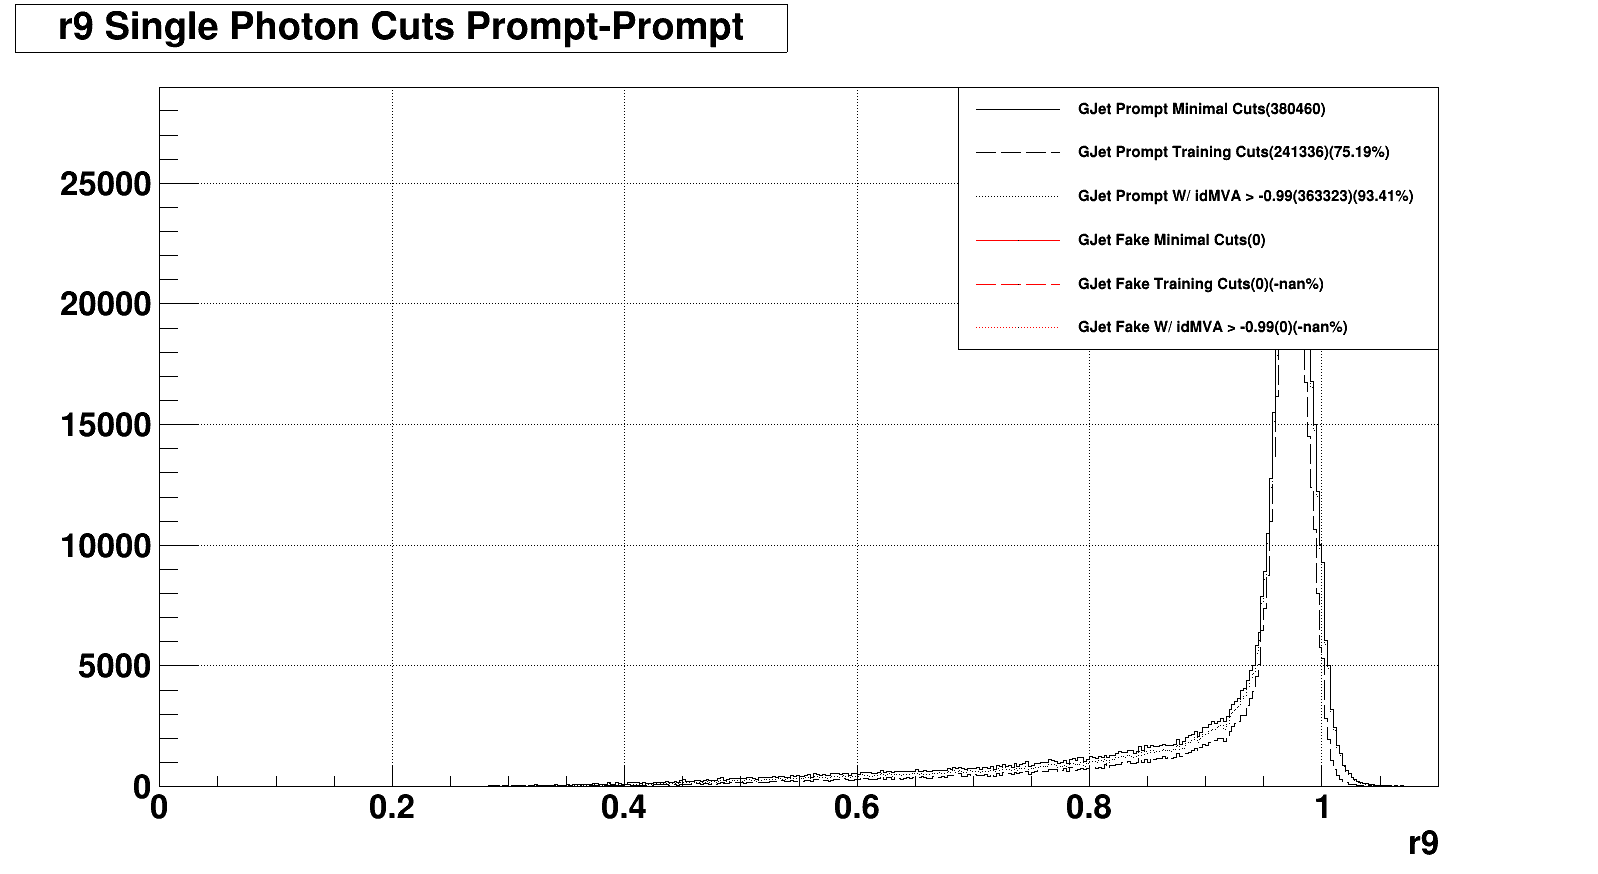 r9 Single Photon Cuts Prompt-Prompt
GJet Prompt Minimal Cuts(380460)
GJet Prompt Training Cuts(241336)(75.19%)
GJet Prompt W/ idMVA > -0.99(363323)(93.41%)
GJet Fake Minimal Cuts(0)
GJet Fake Training Cuts(0)(-nan%)
GJet Fake W/ idMVA > -0.99(0)(-nan%)
25000
20000
15000
10000
5000
0
0 0.2 0.4 0.6 0.8 1
r9